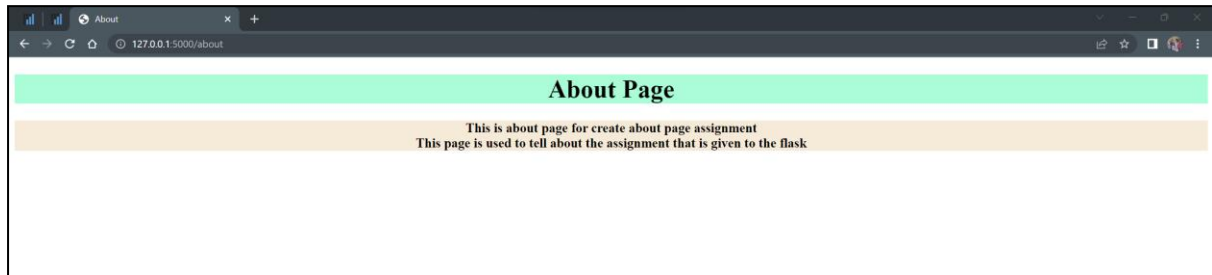 About
127.0.0.1:5000/about
About Page
This is about page for create about page assignment
This page is used to tell about the assignment that is given to the flask